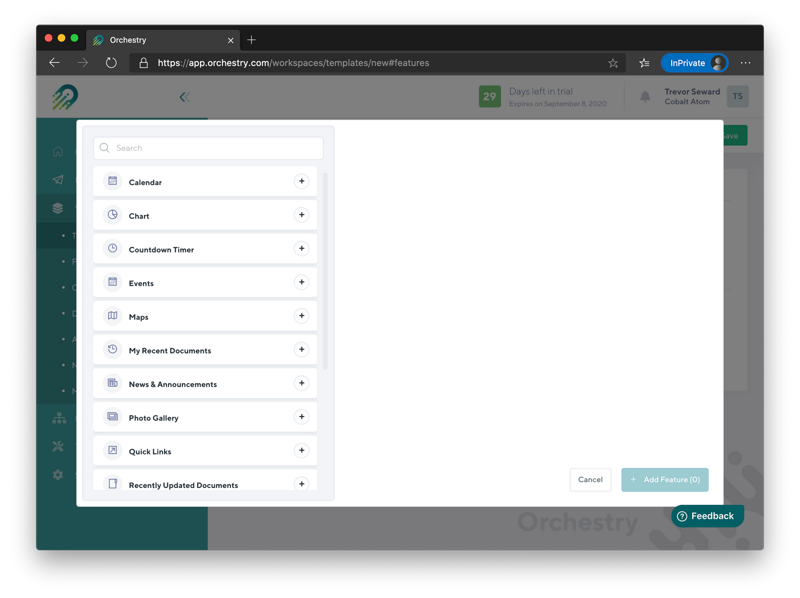 Orchestry
https://app.orchestry.com/workspaces/templates/new#features
InPrivate
29
Days left in trial
Expires on September 8, 2020
Trevor Seward
Cobalt Atom
TS
Search
Calendar
Chart
Countdown Timer
Events
Maps
My Recent Documents
News & Announcements
Photo Gallery
Quick Links
Recently Updated Documents
Cancel
+ Add Feature (0)
Feedback
Orchestry